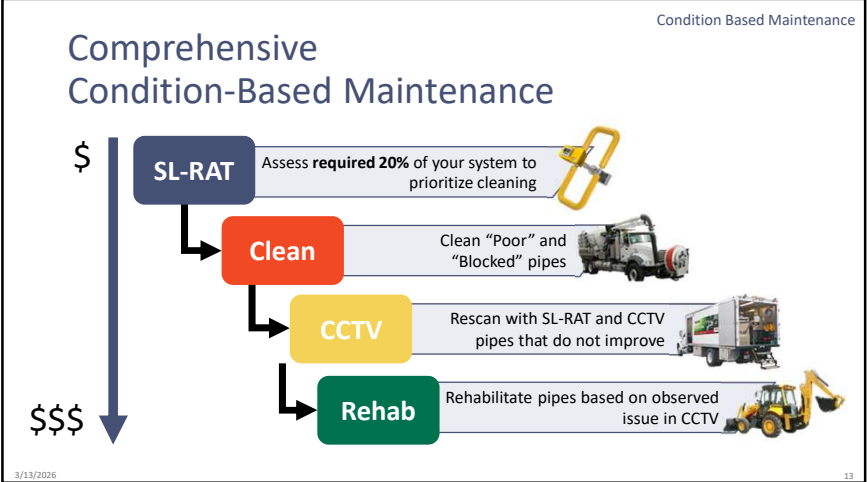 Condition Based Maintenance
Comprehensive
Condition-Based Maintenance
$
SL-RAT
Assess required 20% of your system to
prioritize cleaning
Clean
Clean “Poor” and
“Blocked” pipes
CCTV
Rescan with SL-RAT and CCTV
pipes that do not improve
$$$
Rehab
Rehabilitate pipes based on observed
issue in CCTV
3/13/2026
13